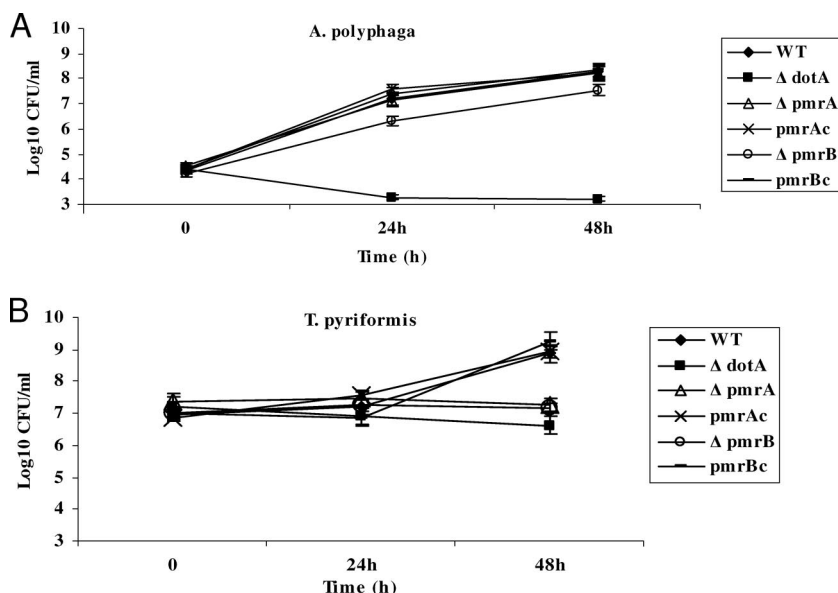 A
A. polyphaga
10
9
8
7
6
5
4
3
Log10 CFU/ml
0 24h 48h
Time (h)
WT
Δ dotA
Δ pmrA
pmrAc
Δ pmrB
pmrBc
B
T. pyriformis
10
9
8
7
6
5
4
3
Log10 CFU/ml
0 24h 48h
Time (h)
WT
Δ dotA
Δ pmrA
pmrAc
Δ pmrB
pmrBc